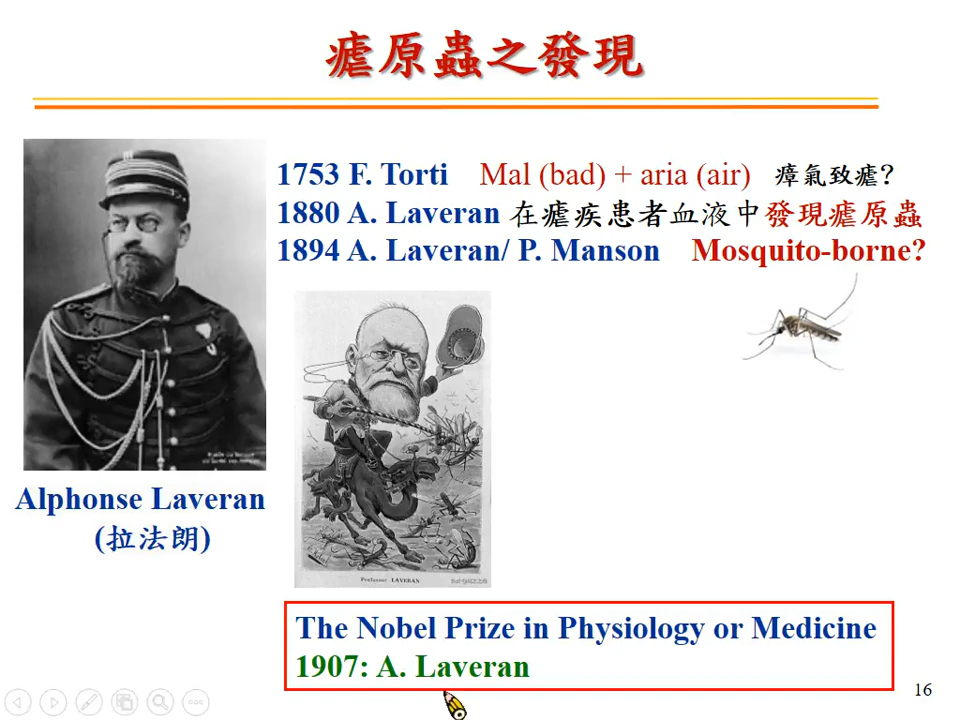 瘧原蟲之發現
1753 F. Torti Mal (bad) + aria (air) 瘴氣致瘧?
1880 A. Laveran 在瘧疾患者血液中發現瘧原蟲
1894 A. Laveran/ P. Manson Mosquito-borne?
Alphonse Laveran
(拉法朗)
Professor LAVERAN
The Nobel Prize in Physiology or Medicine
1907: A. Laveran
16